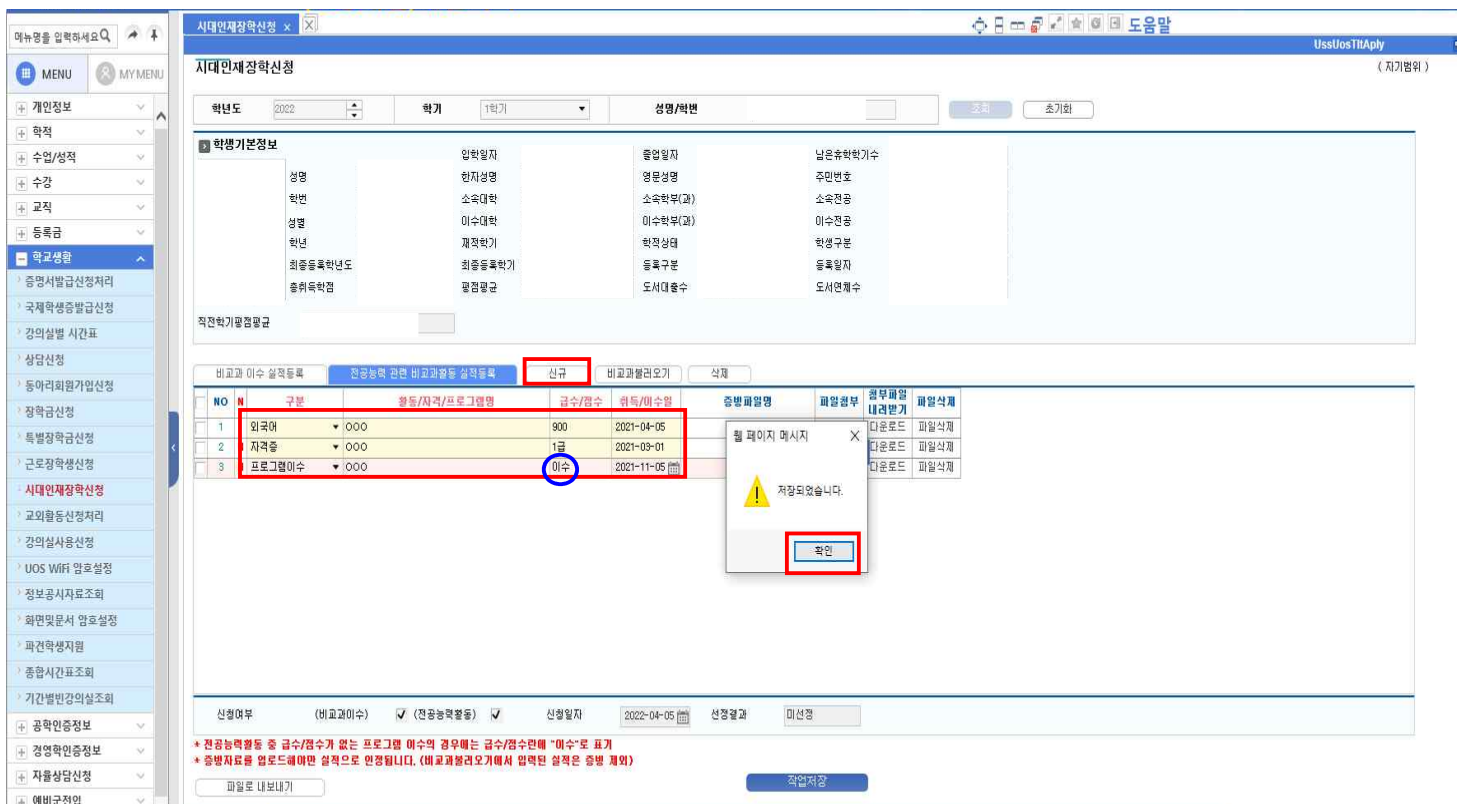 시대인재장학신청 × X
도움말
메뉴명을 입력하세요
UssUosTltAply
MENU MYMENU
시대인재장학신청
( 자기범위 )
학년도 2022 학기 1학기 성명/학번 조회 초기화
학생기본정보
입학일자 졸업일자 남은휴학학기수
성명 한자성명 영문성명 주민번호
학번 소속대학 소속학부(과) 소속전공
성별 이수대학 이수학부(과) 이수전공
학년 재적학기 학적상태 학생구분
최종등록학년도 최종등록학기 등록구분 등록일자
총취득학점 평점평균 도서대출수 도서연체수
직전학기평점평균
개인정보
학적
수업/성적
수강
교직
등록금
학교생활
증명서발급신청처리
국제학생증발급신청
강의실별 시간표
상담신청
동아리회원가입신청
장학금신청
특별장학금신청
근로장학생신청
시대인재장학신청
교외활동신청처리
강의실사용신청
UOS WiFi 암호설정
정보공시자료조회
화면및문서 암호설정
파견학생지원
종합시간표조회
기간별빈강의실조회
공학인증정보
경영학인증정보
자율상담신청
예비군전입
비교과 이수 실적등록 전공능력 관련 비교과활동 실적등록 신규 비교과불러오기 삭제
NO N 구분 활동/자격/프로그램명 급수/점수 취득/이수일 증빙파일명 파일첨부 첨부파일 내려받기 파일삭제
1 외국어 OOO 900 2021-04-05 다운로드 파일삭제
2 자격증 OOO 1급 2021-03-01 다운로드 파일삭제
3 프로그램이수 OOO 이수 2021-11-05 다운로드 파일삭제
웹 페이지 메시지 X
저장되었습니다.
확인
신청여부 (비교과이수) (전공능력활동) 신청일자 2022-04-05 선정결과 미선정
* 전공능력활동 중 급수/점수가 없는 프로그램 이수의 경우에는 급수/점수란에 "이수"로 표기
* 증빙자료를 업로드해야만 실적으로 인정됩니다. (비교과불러오기에서 입력된 실적은 증빙 제외)
파일로 내보내기 작업저장